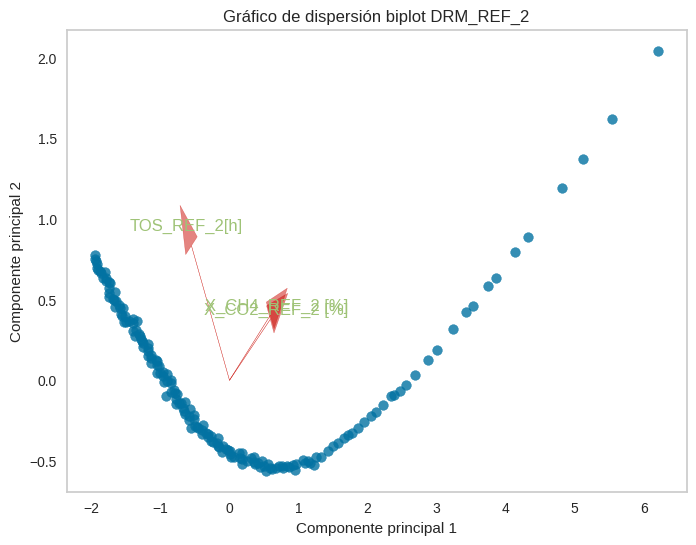 Gráfico de dispersión biplot DRM_REF_2
Componente principal 2
2.0
1.5
1.0
0.5
0.0
−0.5
TOS_REF_2[h]
X_CH4_REF_2 [%]
X_CO2_REF_2 [%]
−2 −1 0 1 2 3 4 5 6
Componente principal 1